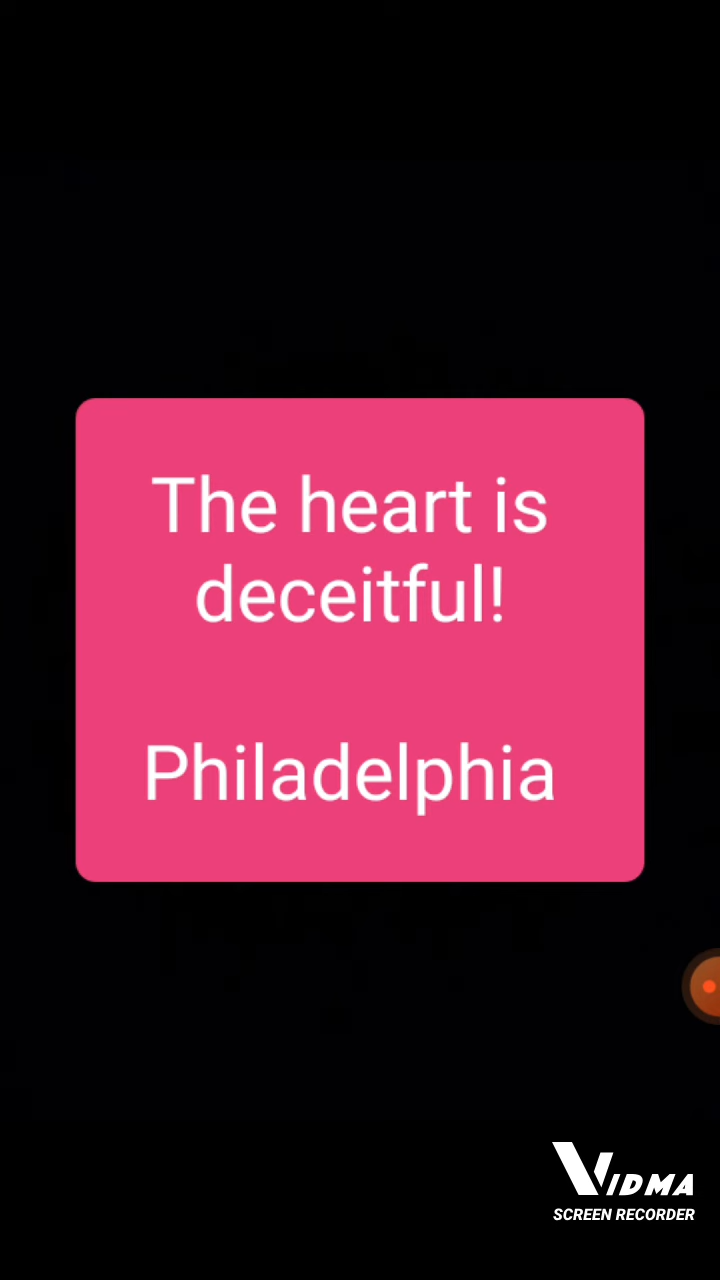 The heart is
deceitful!
Philadelphia
VIDMA
SCREEN RECORDER